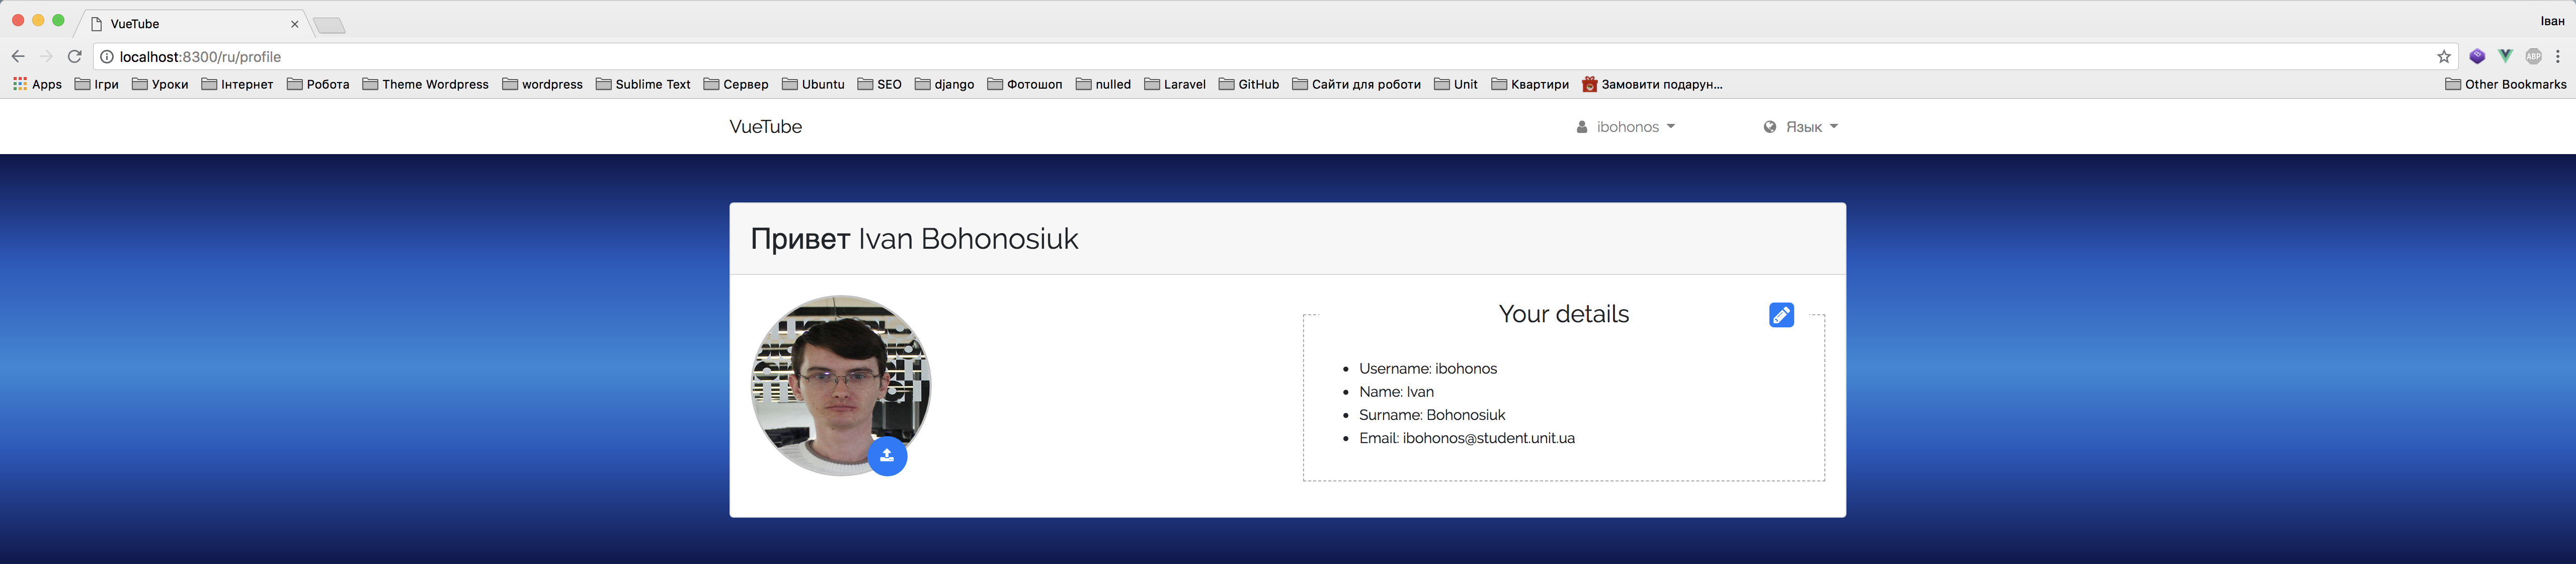 VueTube
Іван
localhost:8300/ru/profile
ABP
Apps Ігри Уроки Інтернет Робота Theme Wordpress wordpress Sublime Text Сервер Ubuntu SEO django Фотошоп nulled Laravel GitHub Сайти для роботи Unit Квартири Замовити подарун... Other Bookmarks
VueTube ibohonos Язык
Привет Ivan Bohonosiuk
Your details
Username: ibohonos
Name: Ivan
Surname: Bohonosiuk
Email: ibohonos@student.unit.ua